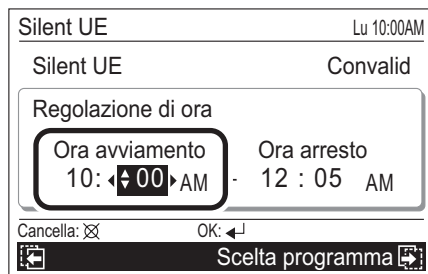 Silent UE Lu 10:00AM
Silent UE Convalid
Regolazione di ora
Ora avviamento Ora arresto
10: 00 AM - 12 : 05 AM
Cancella: OK:
Scelta programma